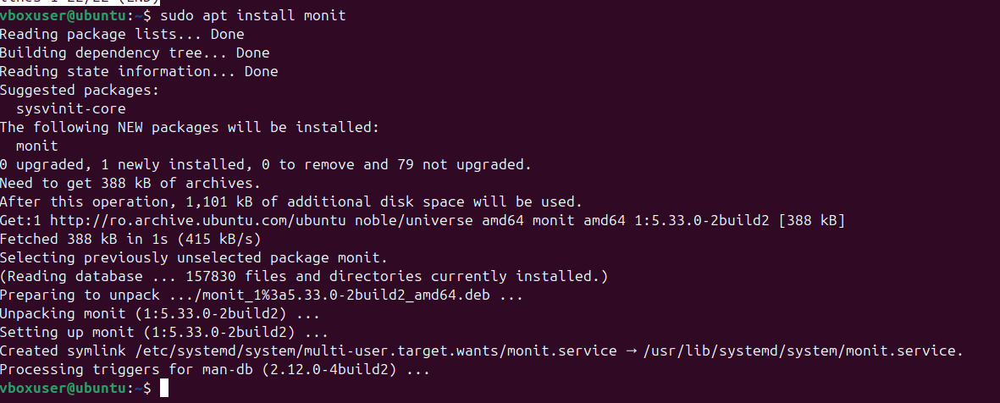 lines 1-22/22 (END)
vboxuser@ubuntu:~$ sudo apt install monit
Reading package lists... Done
Building dependency tree... Done
Reading state information... Done
Suggested packages:
  sysvinit-core
The following NEW packages will be installed:
  monit
0 upgraded, 1 newly installed, 0 to remove and 79 not upgraded.
Need to get 388 kB of archives.
After this operation, 1,101 kB of additional disk space will be used.
Get:1 http://ro.archive.ubuntu.com/ubuntu noble/universe amd64 monit amd64 1:5.33.0-2build2 [388 kB]
Fetched 388 kB in 1s (415 kB/s)
Selecting previously unselected package monit.
(Reading database ... 157830 files and directories currently installed.)
Preparing to unpack .../monit_1%3a5.33.0-2build2_amd64.deb ...
Unpacking monit (1:5.33.0-2build2) ...
Setting up monit (1:5.33.0-2build2) ...
Created symlink /etc/systemd/system/multi-user.target.wants/monit.service → /usr/lib/systemd/system/monit.service.
Processing triggers for man-db (2.12.0-4build2) ...
vboxuser@ubuntu:~$